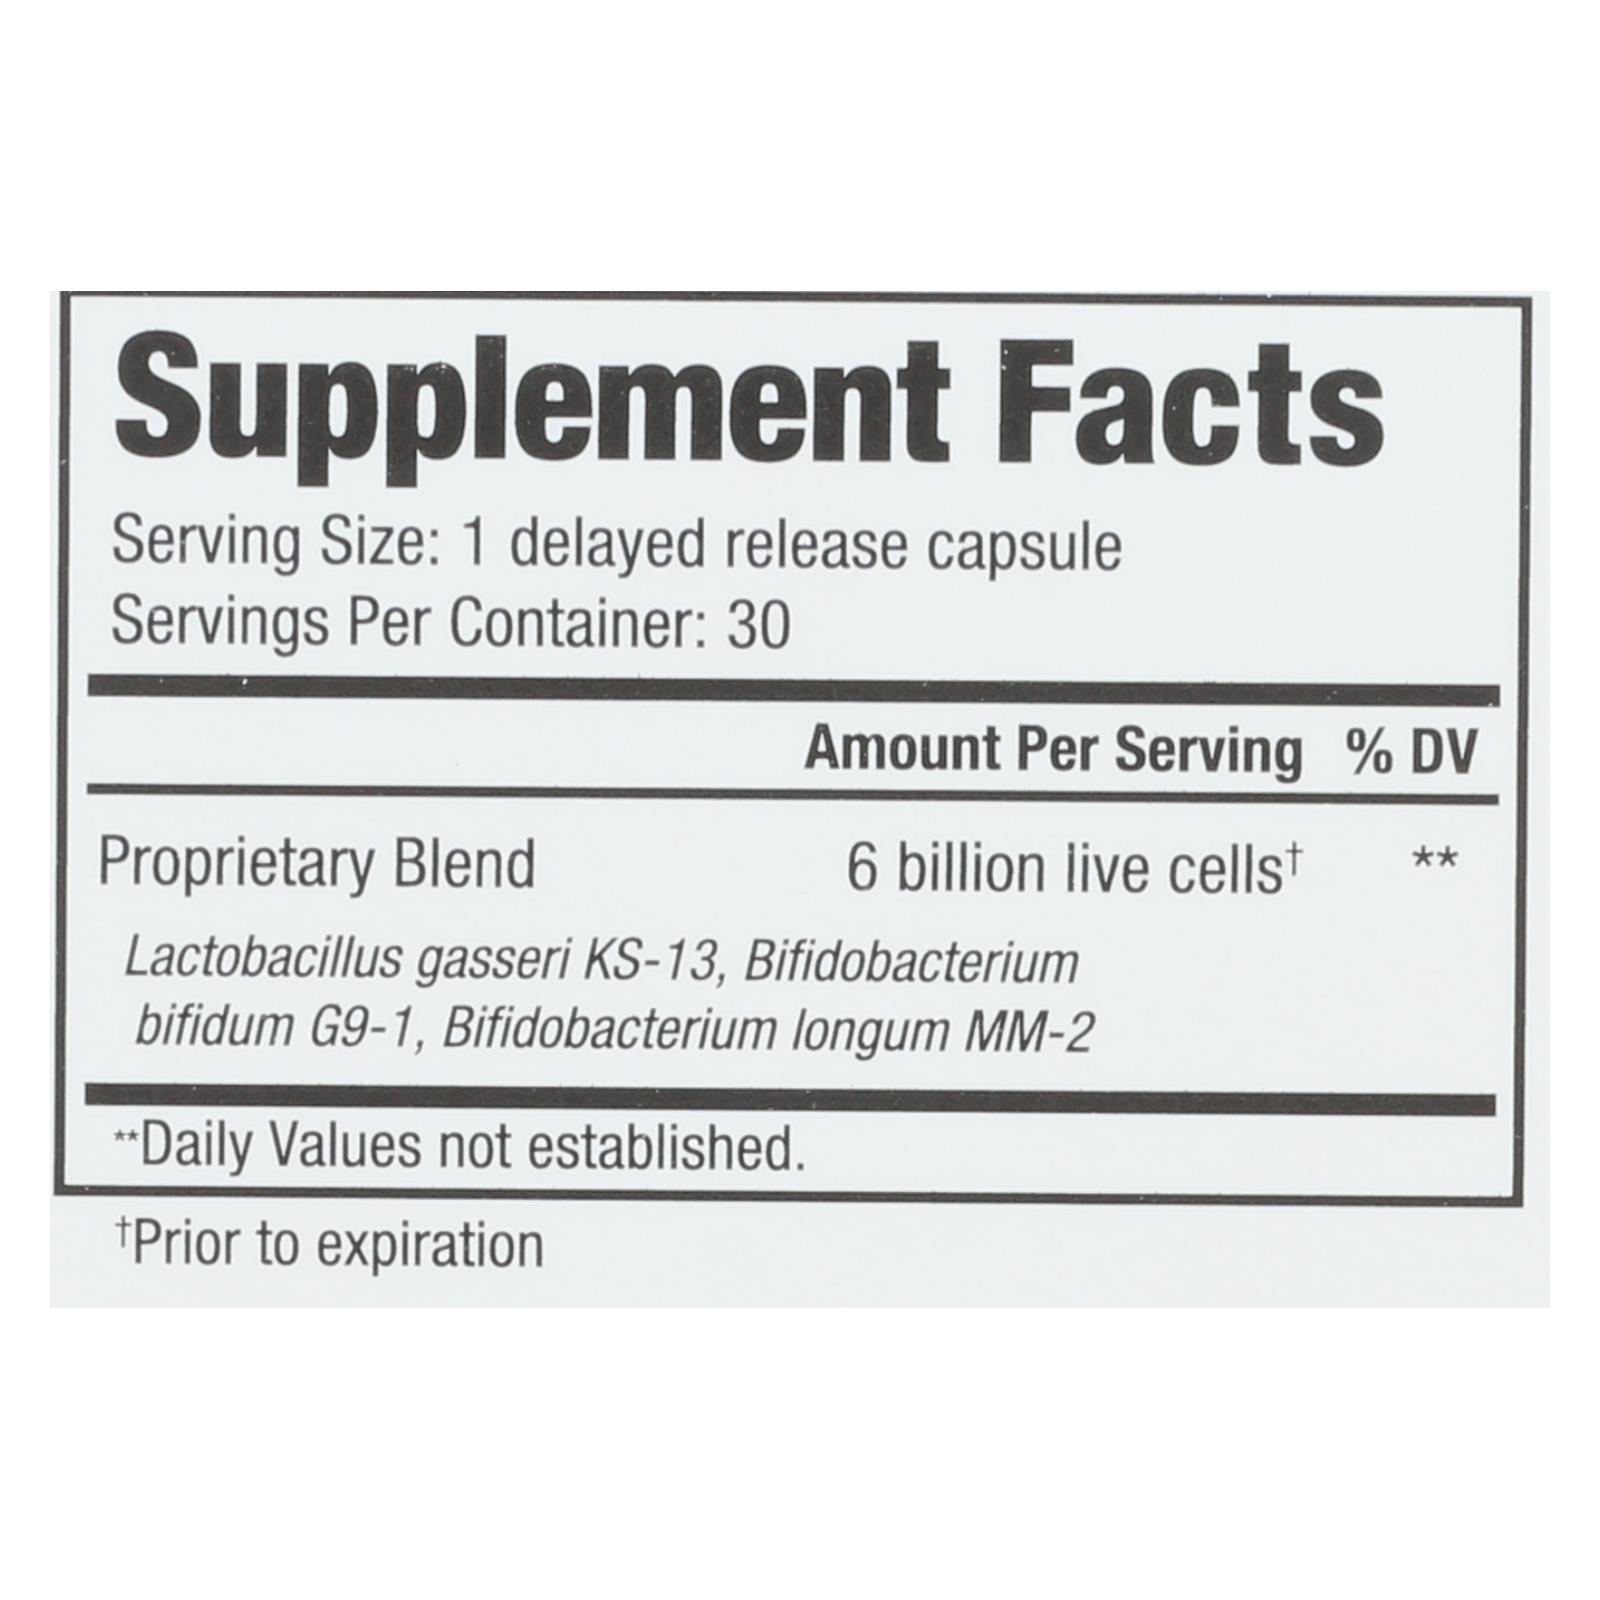 Supplement Facts
Serving Size: 1 delayed release capsule
Servings Per Container: 30
Amount Per Serving % DV
Proprietary Blend 6 billion live cells† **
Lactobacillus gasseri KS-13, Bifidobacterium
bifidum G9-1, Bifidobacterium longum MM-2
**Daily Values not established.
†Prior to expiration